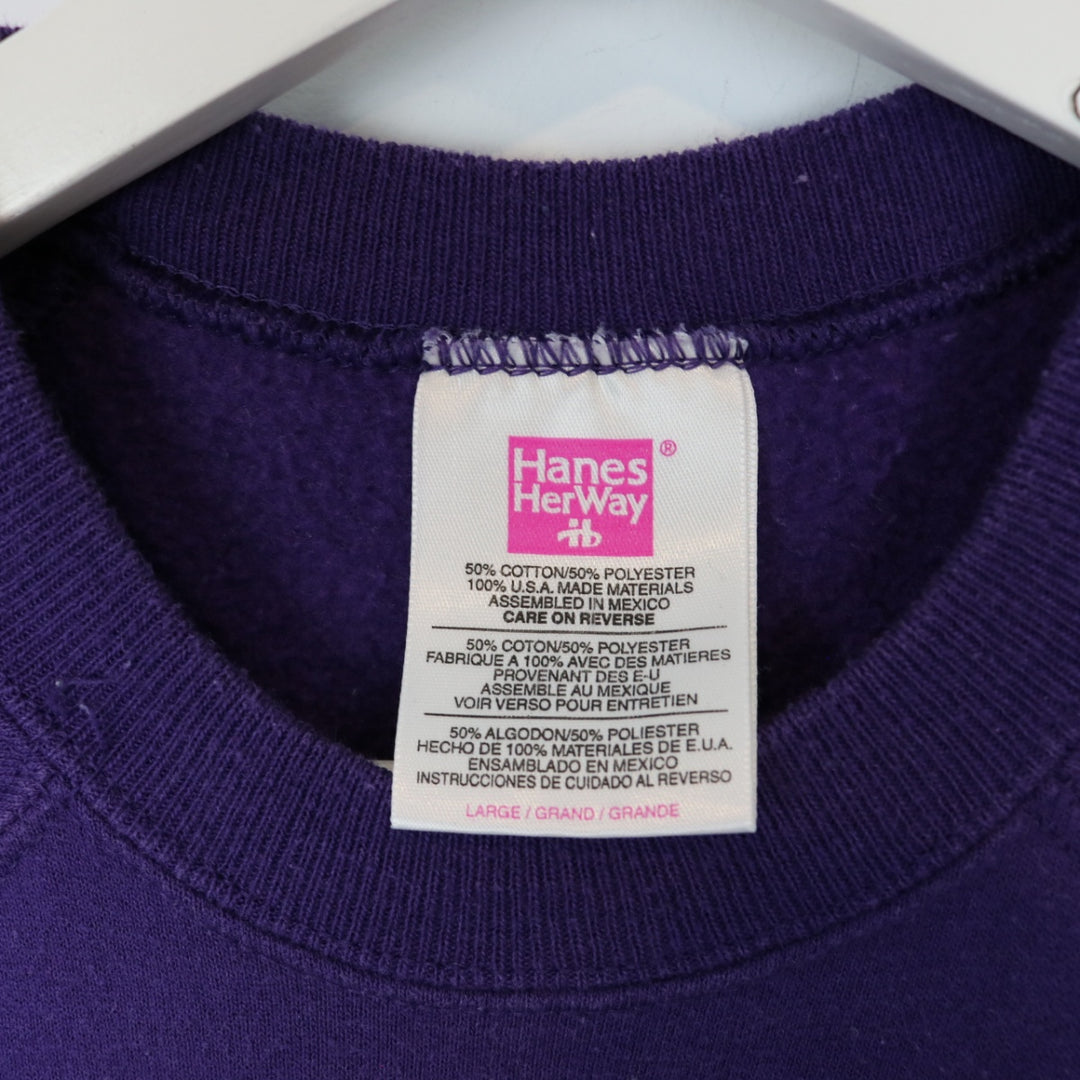 Hanes®
HerWay
50% COTTON/50% POLYESTER
100% U.S.A. MADE MATERIALS
ASSEMBLED IN MEXICO
CARE ON REVERSE
50% COTON/50% POLYESTER
FABRIQUE A 100% AVEC DES MATIERES
PROVENANT DES E-U
ASSEMBLE AU MEXIQUE
VOIR VERSO POUR ENTRETIEN
50% ALGODON/50% POLIESTER
HECHO DE 100% MATERIALES DE E.U.A.
ENSAMBLADO EN MEXICO
INSTRUCCIONES DE CUIDADO AL REVERSO
LARGE / GRAND / GRANDE